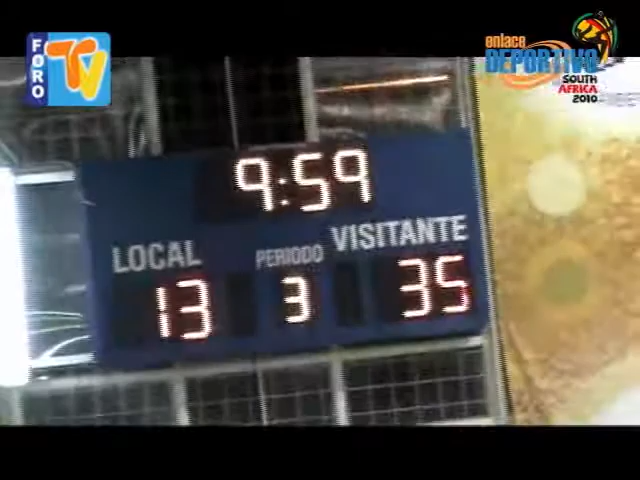 FORO
TV
enlace
DEPORTIVO
SOUTH
AFRICA
2010
9:59
LOCAL
PERIODO
VISITANTE
13
3
35